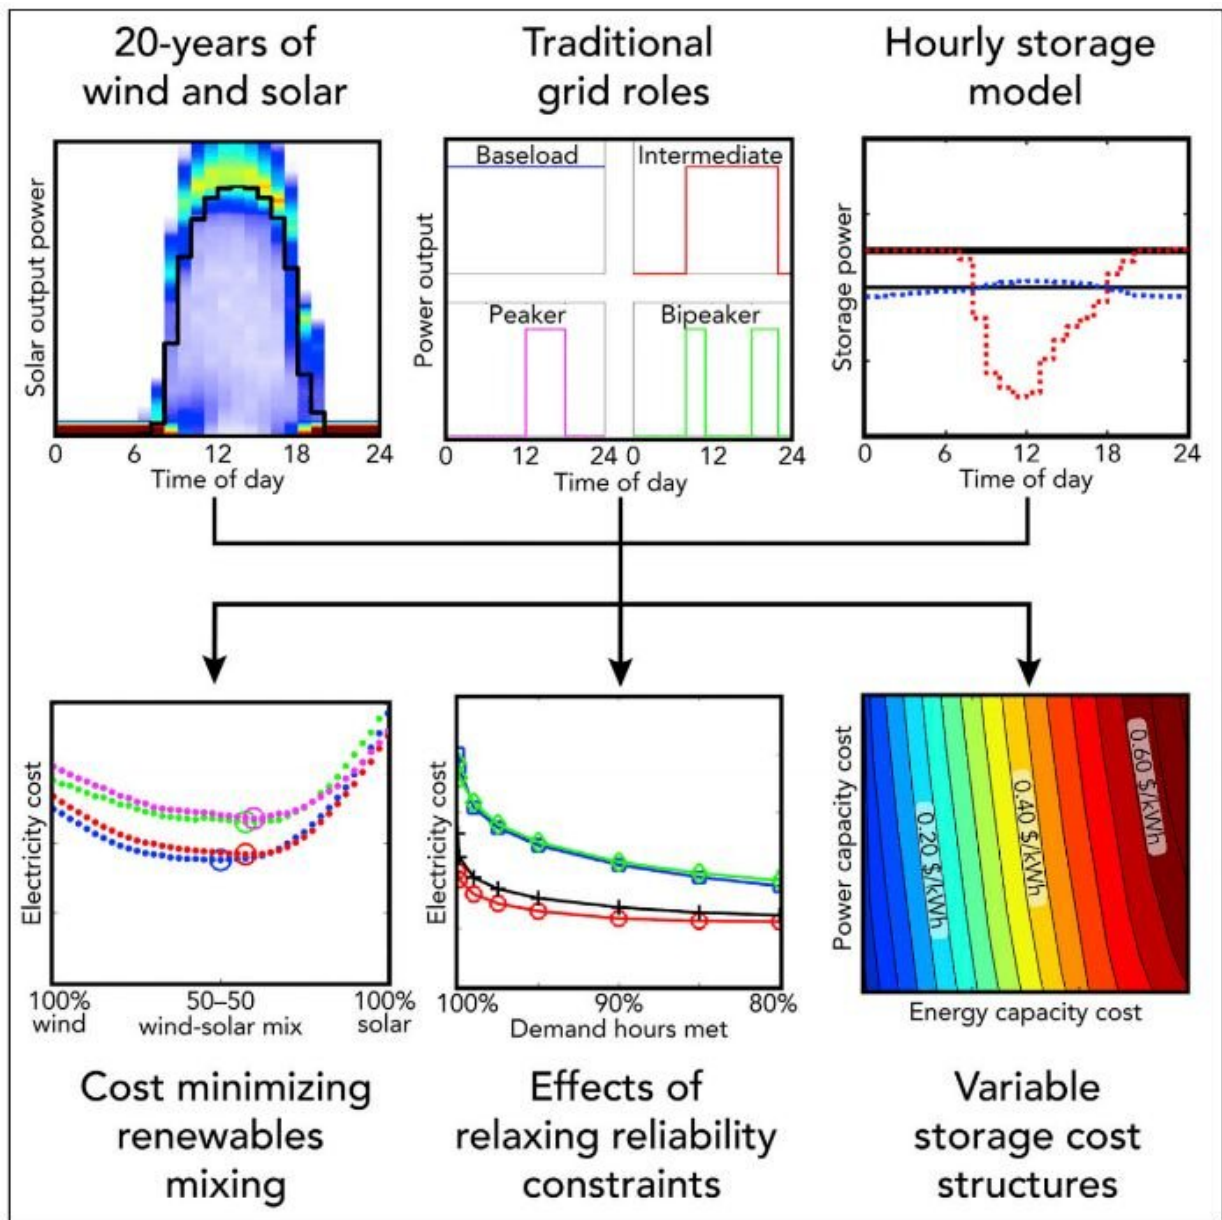 20-years of
wind and solar
Traditional
grid roles
Hourly storage
model
Solar output power
0 6 12 18 24
Time of day
Power output
Baseload
Intermediate
Peaker
Bipeaker
0 12 24 0 12 24
Time of day
Storage power
0 6 12 18 24
Time of day
Electricity cost
100%
wind
50–50
wind-solar mix
100%
solar
Electricity cost
100% 90% 80%
Demand hours met
Power capacity cost
0.20 $/kWh
0.40 $/kWh
0.60 $/kWh
Energy capacity cost
Cost minimizing
renewables
mixing
Effects of
relaxing reliability
constraints
Variable
storage cost
structures